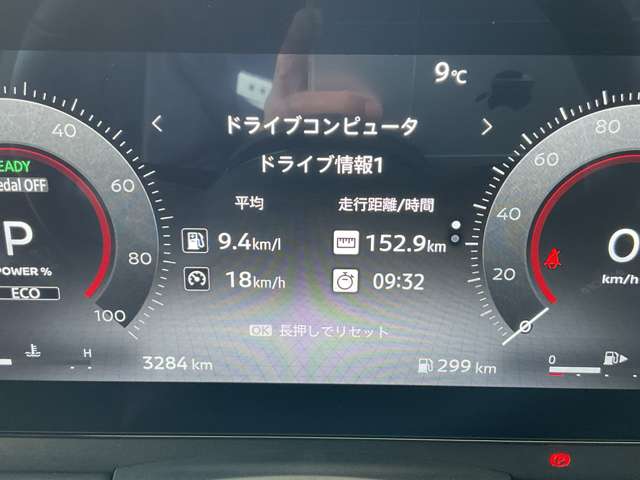 9℃
ドライブコンピュータ
ドライブ情報1
平均
走行距離/時間
9.4km/l
152.9km
18km/h
09:32
OK 長押しでリセット
3284 km
299 km
40
60
80
100
READY
edal OFF
P
POWER %
ECO
H
80
60
40
20
0
0
km/h
0